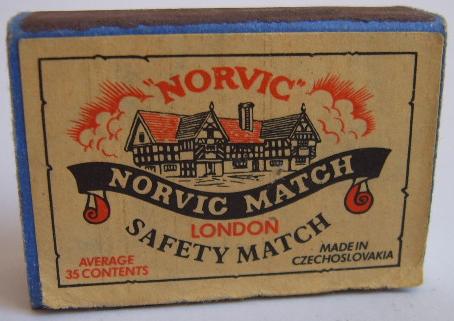 "NORVIC"
NORVIC MATCH
LONDON
SAFETY MATCH
AVERAGE
35 CONTENTS
MADE IN
CZECHOSLOVAKIA